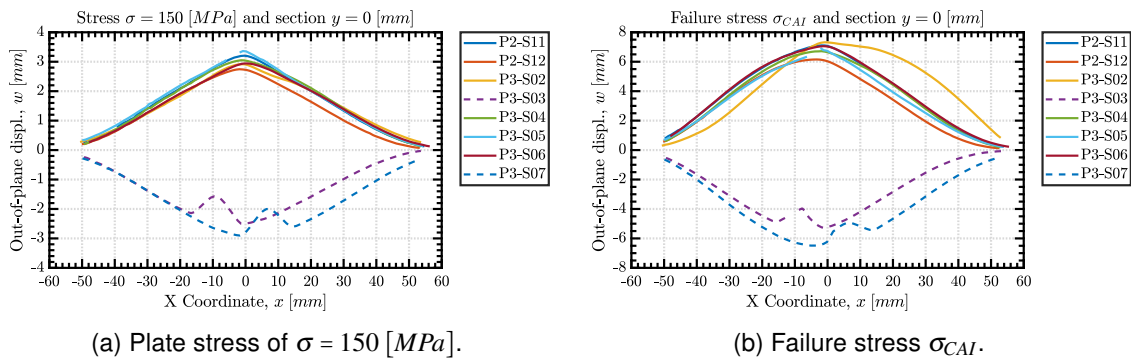 Stress σ = 150 [MPa] and section y = 0 [mm]
Out-of-plane displ., w [mm]
4
3
2
1
0
-1
-2
-3
-4
-60 -50 -40 -30 -20 -10 0 10 20 30 40 50 60
X Coordinate, x [mm]
P2-S11
P2-S12
P3-S02
P3-S03
P3-S04
P3-S05
P3-S06
P3-S07
(a) Plate stress of σ = 150 [MPa].
Failure stress σCAI and section y = 0 [mm]
Out-of-plane displ., w [mm]
8
6
4
2
0
-2
-4
-6
-8
-60 -50 -40 -30 -20 -10 0 10 20 30 40 50 60
X Coordinate, x [mm]
P2-S11
P2-S12
P3-S02
P3-S03
P3-S04
P3-S05
P3-S06
P3-S07
(b) Failure stress σCAI.